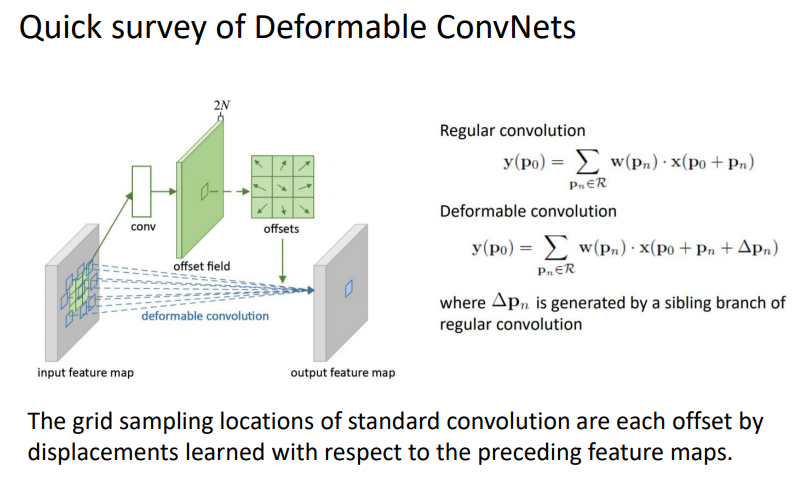 Quick survey of Deformable ConvNets
2N
conv
offset field
offsets
deformable convolution
input feature map
output feature map
Regular convolution
y(p₀) = ∑ w(pₙ) · x(p₀ + pₙ)
pₙ∈R
Deformable convolution
y(p₀) = ∑ w(pₙ) · x(p₀ + pₙ + Δpₙ)
pₙ∈R
where Δpₙ is generated by a sibling branch of
regular convolution
The grid sampling locations of standard convolution are each offset by
displacements learned with respect to the preceding feature maps.